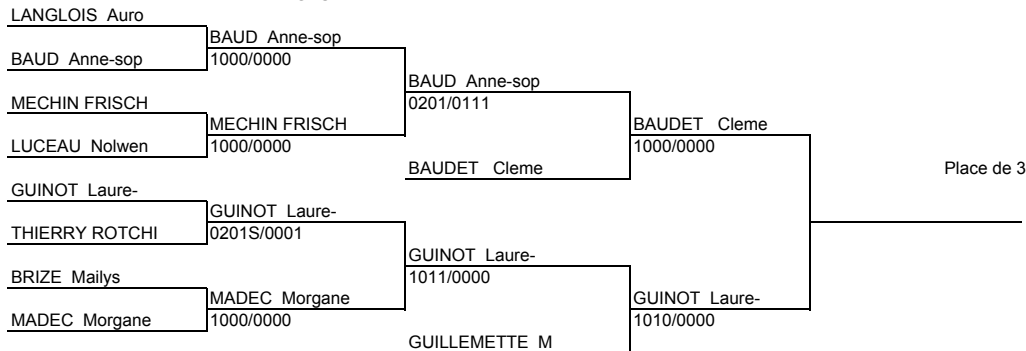 LANGLOIS Auro
BAUD Anne-sop
BAUD Anne-sop
1000/0000
BAUD Anne-sop
0201/0111
MECHIN FRISCH
MECHIN FRISCH
1000/0000
LUCEAU Nolwen
BAUDET Cleme
1000/0000
BAUDET Cleme
Place de 3
GUINOT Laure-
GUINOT Laure-
0201S/0001
THIERRY ROTCHI
GUINOT Laure-
1011/0000
BRIZE Mailys
MADEC Morgane
1000/0000
MADEC Morgane
GUINOT Laure-
1010/0000
GUILLEMETTE M